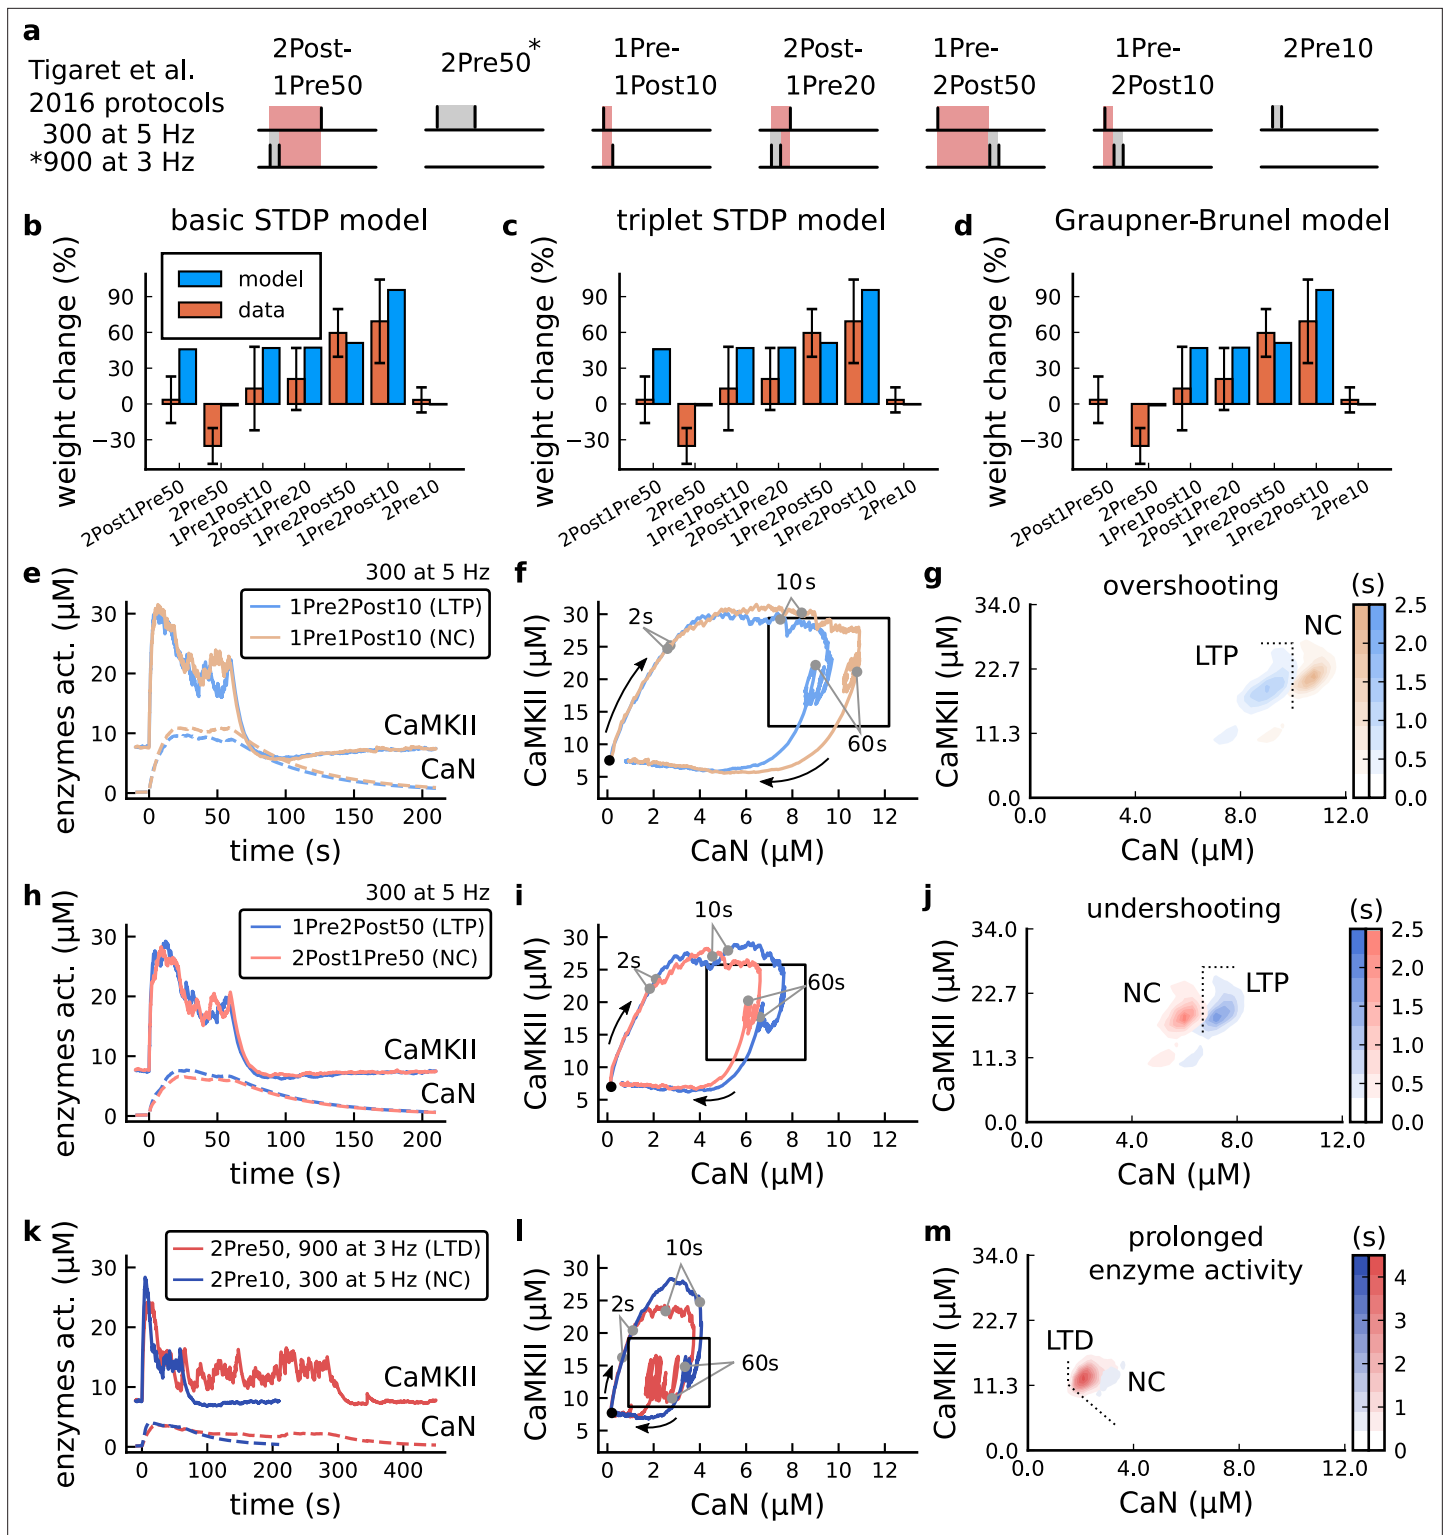 a
Tigaret et al.
2016 protocols
300 at 5 Hz
*900 at 3 Hz
2Post-
1Pre50
2Pre50*
1Pre-
1Post10
2Post-
1Pre20
1Pre-
2Post50
1Pre-
2Post10
2Pre10
b
basic STDP model
weight change (%)
90
60
30
0
−30
model
data
2Post1Pre50
2Pre50
1Pre1Post10
2Post1Pre20
1Pre2Post50
1Pre2Post10
2Pre10
c
triplet STDP model
weight change (%)
90
60
30
0
−30
2Post1Pre50
2Pre50
1Pre1Post10
2Post1Pre20
1Pre2Post50
1Pre2Post10
2Pre10
d
Graupner-Brunel model
weight change (%)
90
60
30
0
−30
2Post1Pre50
2Pre50
1Pre1Post10
2Post1Pre20
1Pre2Post50
1Pre2Post10
2Pre10
e
300 at 5 Hz
1Pre2Post10 (LTP)
1Pre1Post10 (NC)
enzymes act. (μM)
30
20
10
0
CaMKII
CaN
0 50 100 150 200
time (s)
f
CaMKII (μM)
35
30
25
20
15
10
5
10s
2s
60s
0 2 4 6 8 10 12
CaN (μM)
g
overshooting
(s)
CaMKII (μM)
34.0
22.7
11.3
0.0
LTP
NC
0.0 4.0 8.0 12.0
CaN (μM)
2.5
2.0
1.5
1.0
0.5
0.0
h
300 at 5 Hz
1Pre2Post50 (LTP)
2Post1Pre50 (NC)
enzymes act. (μM)
30
20
10
0
CaMKII
CaN
0 50 100 150 200
time (s)
i
CaMKII (μM)
35
30
25
20
15
10
5
10s
2s
60s
0 2 4 6 8 10 12
CaN (μM)
j
undershooting
(s)
CaMKII (μM)
34.0
22.7
11.3
0.0
NC
LTP
0.0 4.0 8.0 12.0
CaN (μM)
2.5
2.0
1.5
1.0
0.5
0.0
k
2Pre50, 900 at 3 Hz (LTD)
2Pre10, 300 at 5 Hz (NC)
enzymes act. (μM)
30
20
10
0
CaMKII
CaN
0 100 200 300 400
time (s)
l
CaMKII (μM)
35
30
25
20
15
10
5
10s
2s
60s
0 2 4 6 8 10 12
CaN (μM)
m
prolonged
enzyme activity
(s)
CaMKII (μM)
34.0
22.7
11.3
0.0
LTD
NC
0.0 4.0 8.0 12.0
CaN (μM)
4
3
2
1
0